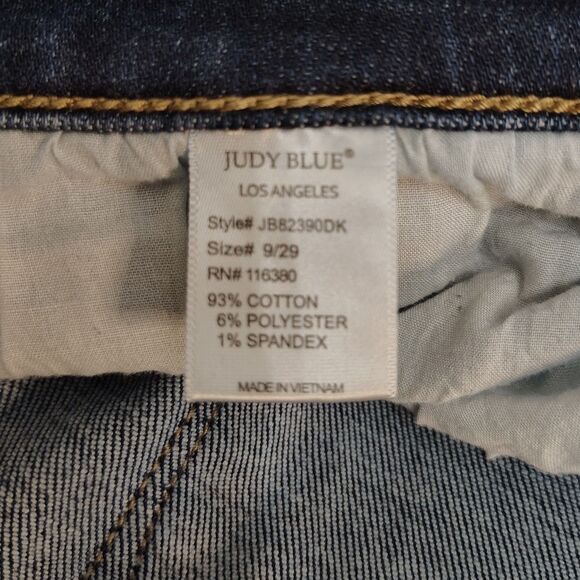 JUDY BLUE®
LOS ANGELES
Style# JB82390DK
Size# 9/29
RN# 116380
93% COTTON
6% POLYESTER
1% SPANDEX
MADE IN VIETNAM